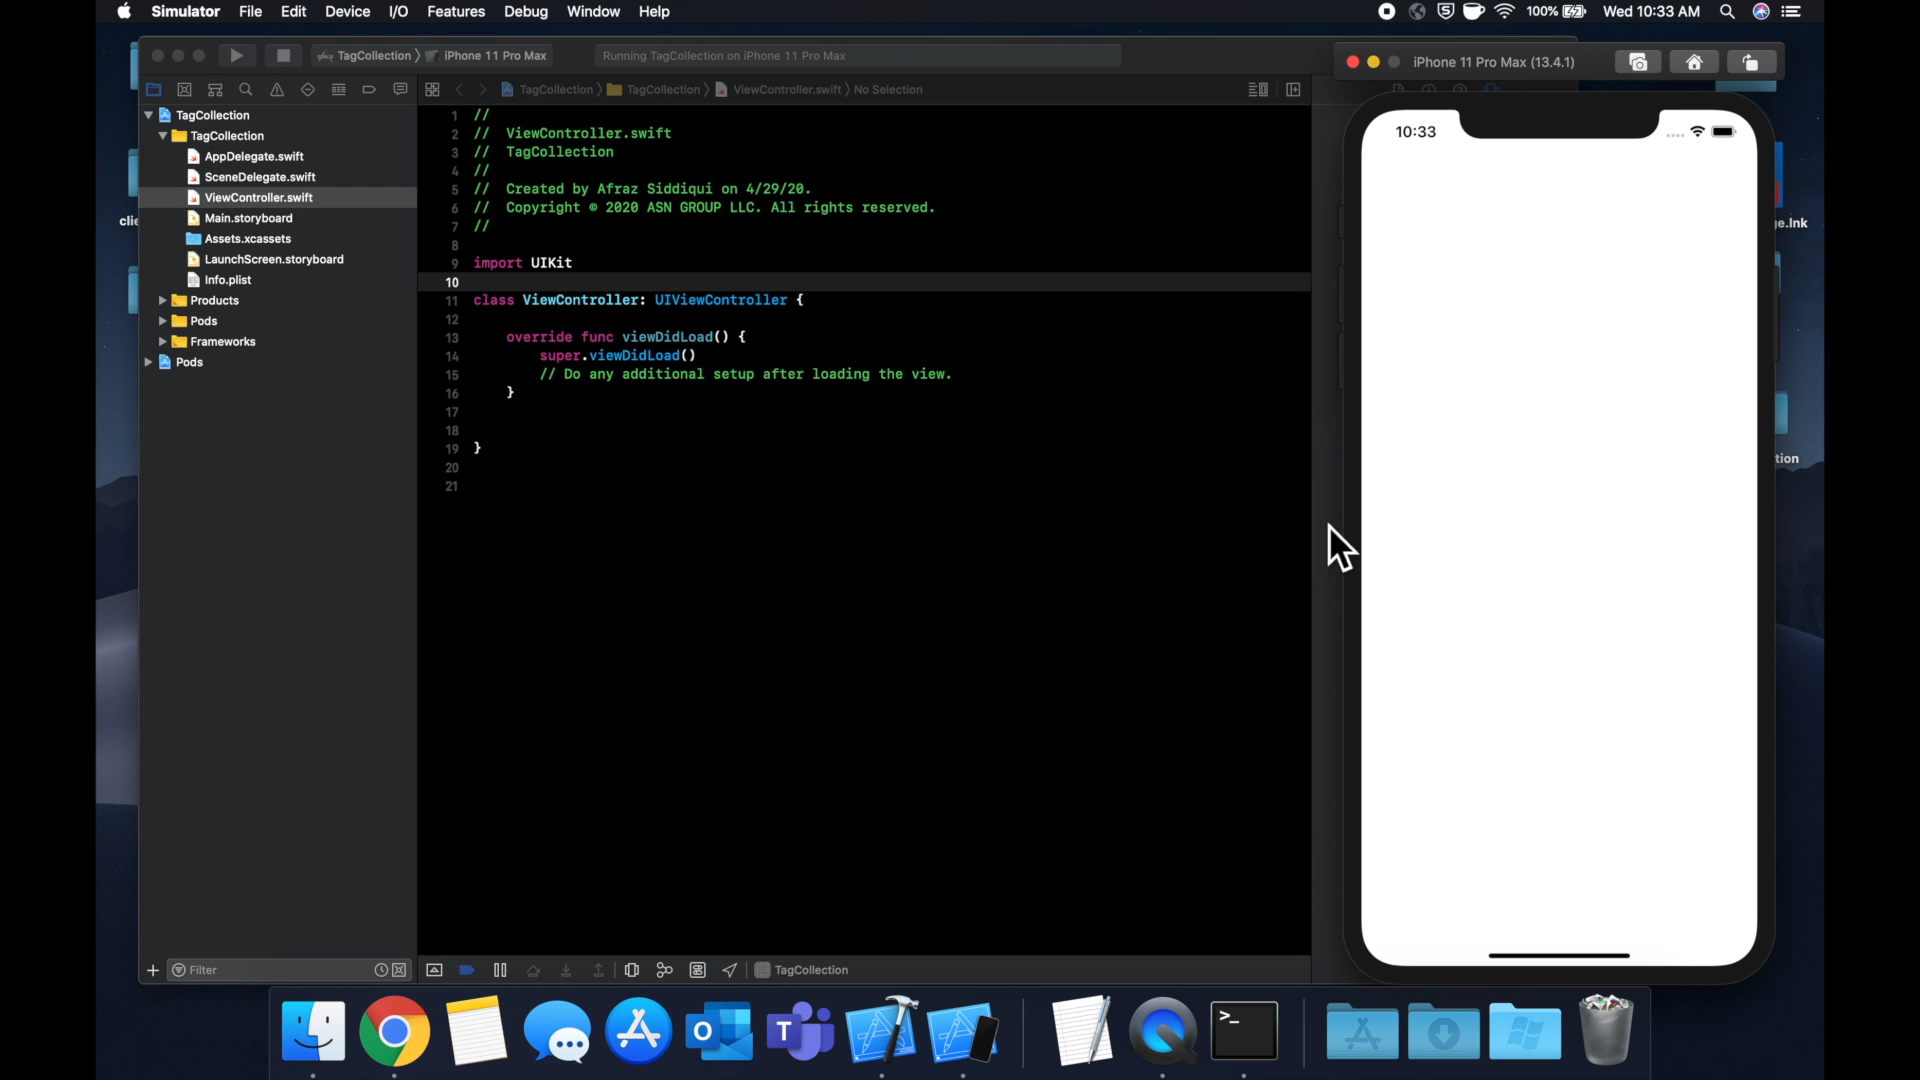 Simulator File Edit Device I/O Features Debug Window Help
100% Wed 10:33 AM
TagCollection 〉 iPhone 11 Pro Max
Running TagCollection on iPhone 11 Pro Max
iPhone 11 Pro Max (13.4.1)
TagCollection 〉 TagCollection 〉 ViewController.swift 〉 No Selection
TagCollection
TagCollection
AppDelegate.swift
SceneDelegate.swift
ViewController.swift
Main.storyboard
Assets.xcassets
LaunchScreen.storyboard
Info.plist
Products
Pods
Frameworks
Pods
1 //
2 // ViewController.swift
3 // TagCollection
4 //
5 // Created by Afraz Siddiqui on 4/29/20.
6 // Copyright © 2020 ASN GROUP LLC. All rights reserved.
7 //
8
9 import UIKit
10
11 class ViewController: UIViewController {
12
13 override func viewDidLoad() {
14 super.viewDidLoad()
15 // Do any additional setup after loading the view.
16 }
17
18
19 }
20
21
10:33
clie
ge.lnk
tion
Filter
TagCollection